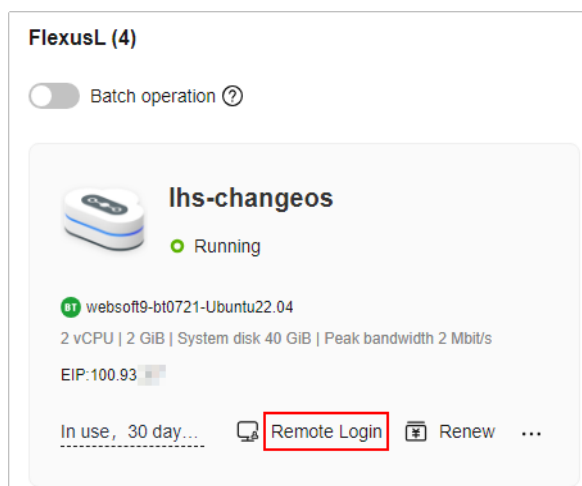 FlexusL (4)
Batch operation
lhs-changeos
Running
BT websoft9-bt0721-Ubuntu22.04
2 vCPU | 2 GiB | System disk 40 GiB | Peak bandwidth 2 Mbit/s
EIP:100.93
In use，30 day... Remote Login Renew ...